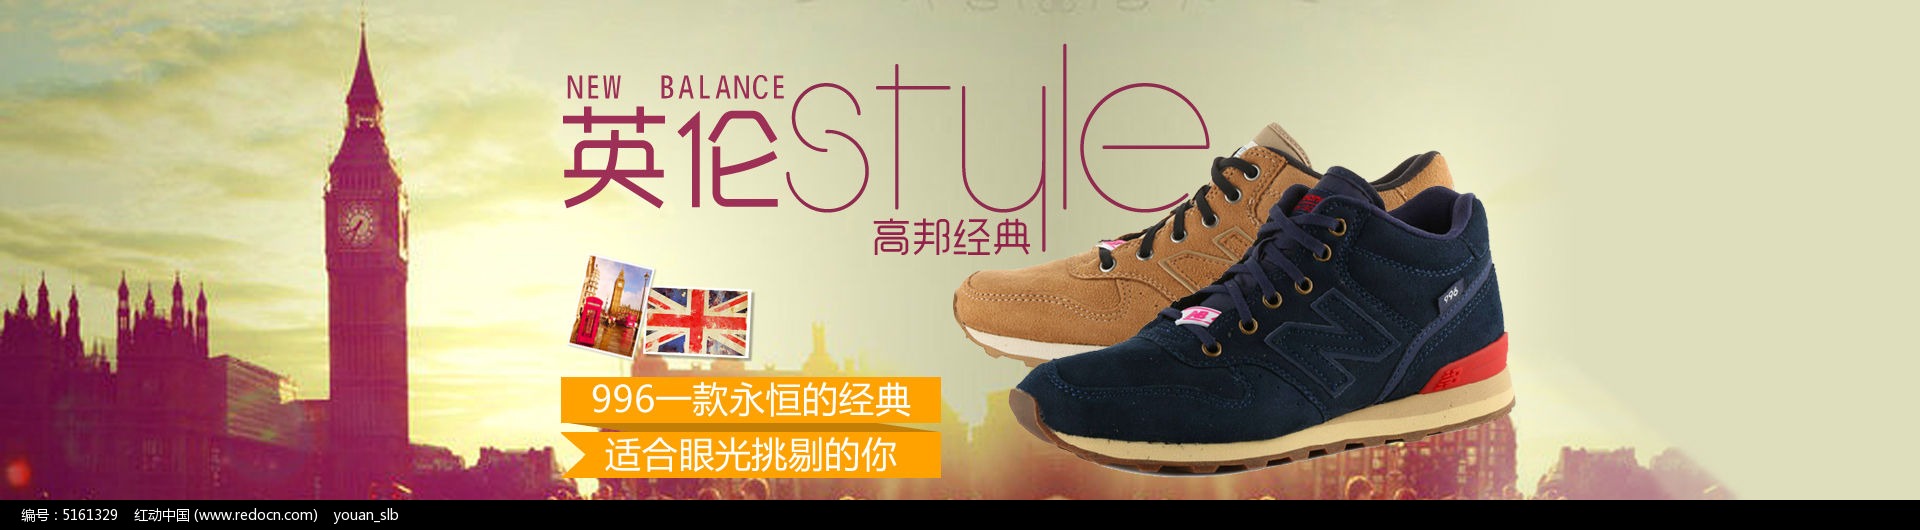 NEW BALANCE
英伦style
高邦经典
996
996一款永恒的经典
适合眼光挑剔的你
编号：5161329 红动中国 (www.redocn.com) youan_slb